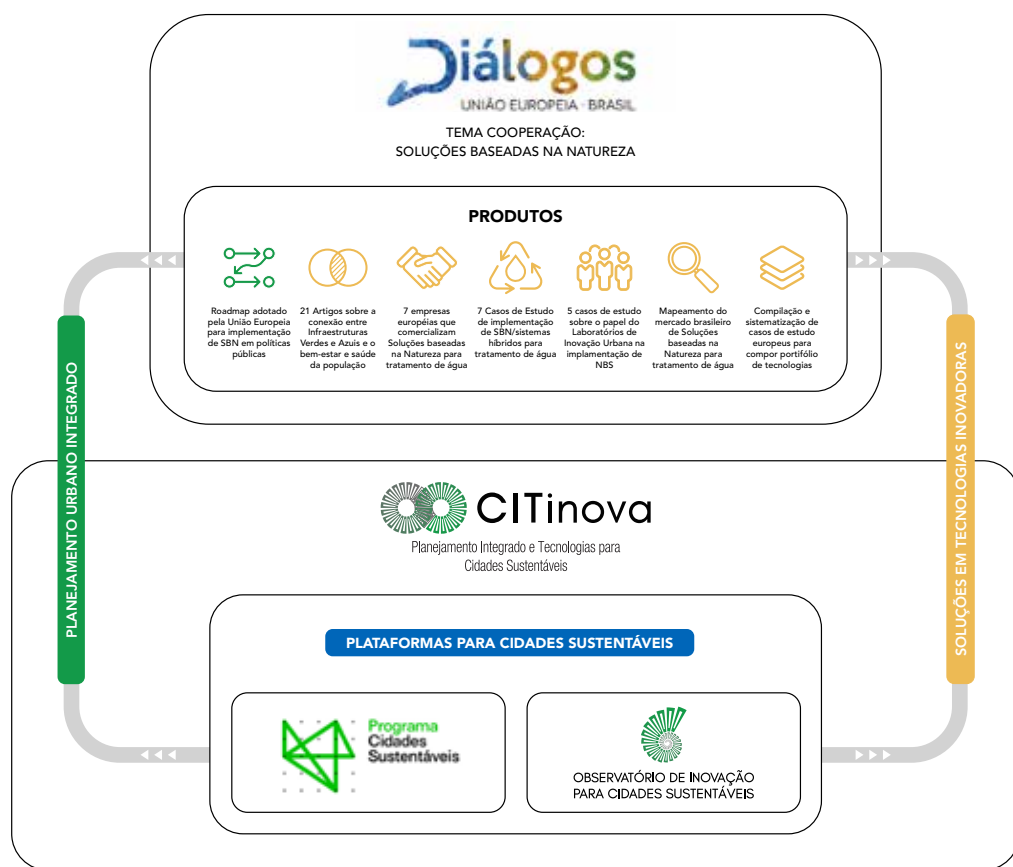 Diálogos
UNIÃO EUROPEIA · BRASIL
TEMA COOPERAÇÃO:
SOLUÇÕES BASEADAS NA NATUREZA
PRODUTOS
Roadmap adotado
pela União Europeia
para implementação
de SBN em políticas
públicas
21 Artigos sobre a
conexão entre
Infraestruturas
Verdes e Azuis e o
bem-estar e saúde
da população
7 empresas
européias que
comercializam
Soluções baseadas
na Natureza para
tratamento de água
7 Casos de Estudo
de implementação
de SBN/sistemas
híbridos para
tratamento de água
5 casos de estudo
sobre o papel do
Laboratórios de
Inovação Urbana na
implementação de
NBS
Mapeamento do
mercado brasileiro
de Soluções
baseadas na
Natureza para
tratamento de água
Compilação e
sistematização de
casos de estudo
europeus para
compor portifólio
de tecnologias
PLANEJAMENTO URBANO INTEGRADO
SOLUÇÕES EM TECNOLOGIAS INOVADORAS
CITinova
Planejamento Integrado e Tecnologias para
Cidades Sustentáveis
PLATAFORMAS PARA CIDADES SUSTENTÁVEIS
Programa
Cidades
Sustentáveis
OBSERVATÓRIO DE INOVAÇÃO
PARA CIDADES SUSTENTÁVEIS